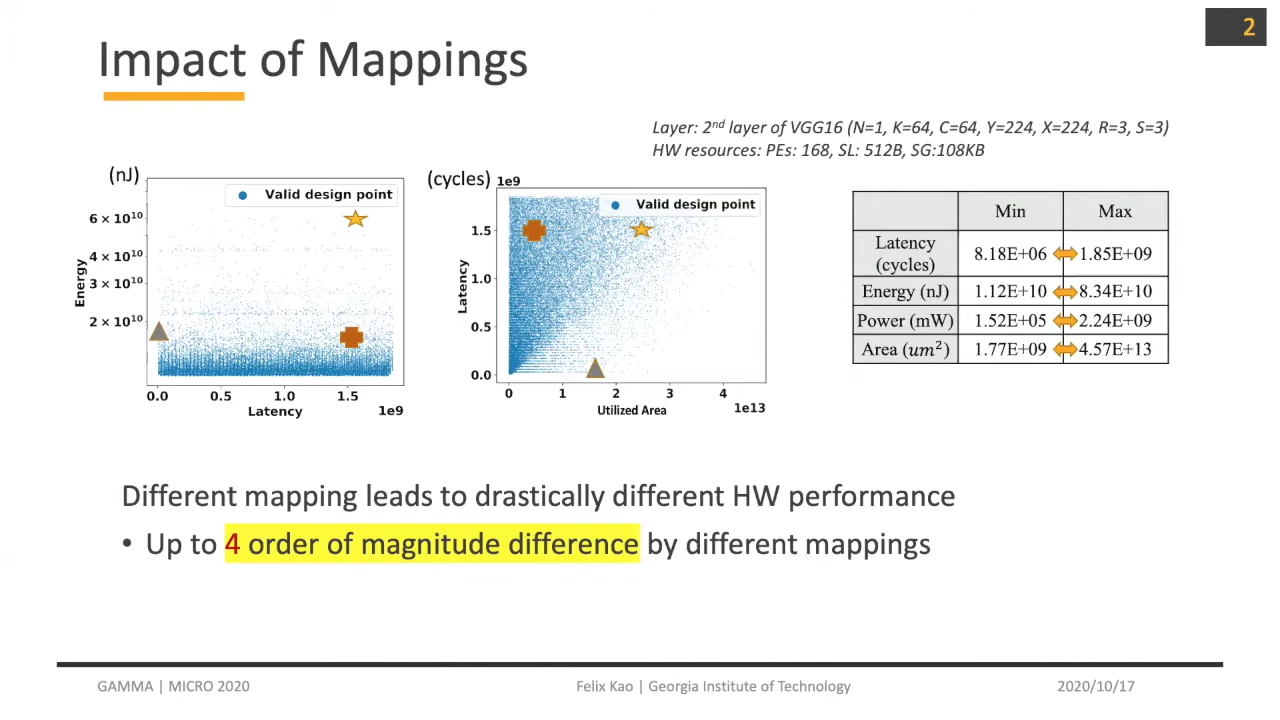 2
Impact of Mappings
Layer: 2nd layer of VGG16 (N=1, K=64, C=64, Y=224, X=224, R=3, S=3)
HW resources: PEs: 168, SL: 512B, SG:108KB
(nJ)
Valid design point
6 × 10¹⁰
4 × 10¹⁰
3 × 10¹⁰
2 × 10¹⁰
Energy
0.0 0.5 1.0 1.5
Latency 1e9
(cycles) 1e9
Valid design point
1.5
1.0
0.5
0.0
Latency
0 1 2 3 4
Utilized Area 1e13
Min Max
Latency (cycles) 8.18E+06 1.85E+09
Energy (nJ) 1.12E+10 8.34E+10
Power (mW) 1.52E+05 2.24E+09
Area (um²) 1.77E+09 4.57E+13
Different mapping leads to drastically different HW performance
• Up to 4 order of magnitude difference by different mappings
GAMMA | MICRO 2020 Felix Kao | Georgia Institute of Technology 2020/10/17